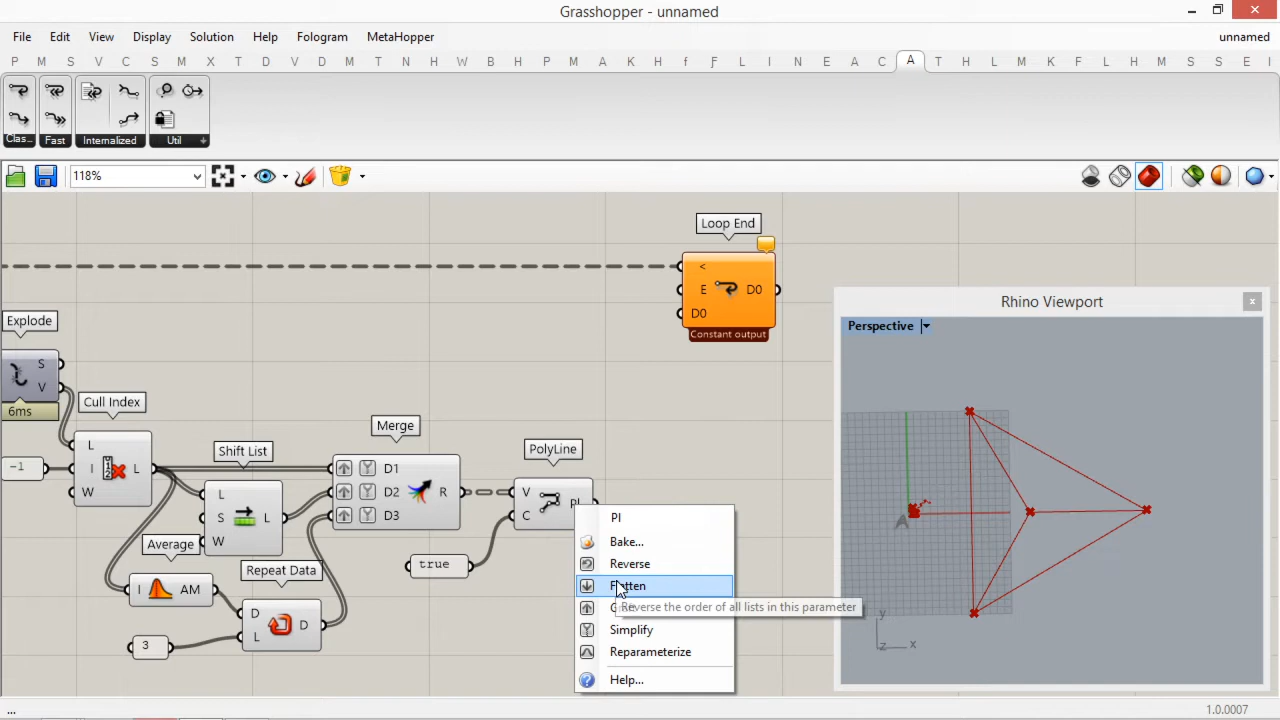 Grasshopper - unnamed
File Edit View Display Solution Help Fologram MetaHopper unnamed
P M S V C S M X T D V D M T N W B L E N H P M A K H f F L U I V N E A C A T H L M K H M S S E I
Clas... Fast Internalized Util
118%
Loop End
<
E D0
D0
Constant output
Rhino Viewport
x
Perspective
Explode
S
V
6ms
Cull Index
L
-1 I L
W
Shift List
L
S L
W
Merge
D1
D2 R
D3
PolyLine
V Pl
C
Average
I AM
Repeat Data
D D
L
3
true
Pl
Bake...
Reverse
Flatten
Reverse the order of all lists in this parameter
G
Simplify
Reparameterize
Help...
y
z x
...
1.0.0007